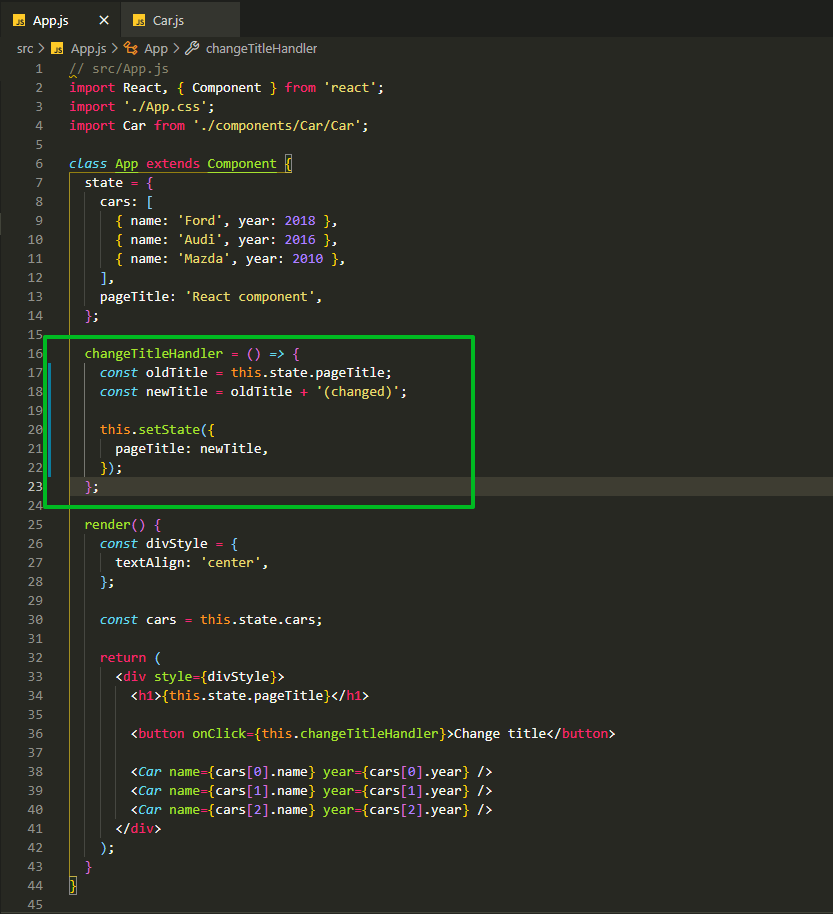 JS App.js × JS Car.js
src > JS App.js > App > changeTitleHandler
1 // src/App.js
2 import React, { Component } from 'react';
3 import './App.css';
4 import Car from './components/Car/Car';
5
6 class App extends Component {
7 state = {
8 cars: [
9 { name: 'Ford', year: 2018 },
10 { name: 'Audi', year: 2016 },
11 { name: 'Mazda', year: 2010 },
12 ],
13 pageTitle: 'React component',
14 };
15
16 changeTitleHandler = () => {
17 const oldTitle = this.state.pageTitle;
18 const newTitle = oldTitle + '(changed)';
19
20 this.setState({
21 pageTitle: newTitle,
22 });
23 };
24
25 render() {
26 const divStyle = {
27 textAlign: 'center',
28 };
29
30 const cars = this.state.cars;
31
32 return (
33 <div style={divStyle}>
34 <h1>{this.state.pageTitle}</h1>
35
36 <button onClick={this.changeTitleHandler}>Change title</button>
37
38 <Car name={cars[0].name} year={cars[0].year} />
39 <Car name={cars[1].name} year={cars[1].year} />
40 <Car name={cars[2].name} year={cars[2].year} />
41 </div>
42 );
43 }
44 }
45